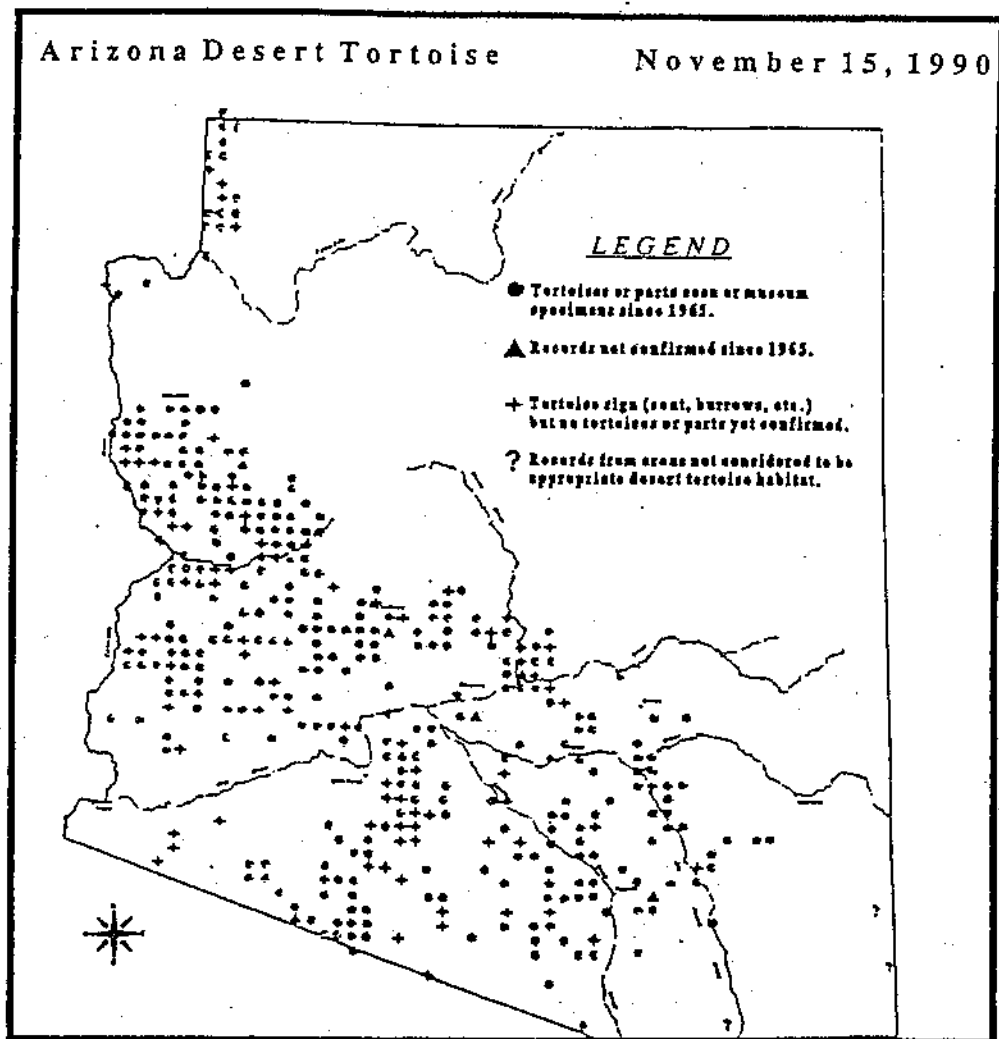 Arizona Desert Tortoise
November 15, 1990
LEGEND
Tortoises or parts seen or museum
specimens since 1965.
Records not confirmed since 1965.
+ Tortoise sign (scat, burrows, etc.)
but no tortoises or parts yet confirmed.
? Records from areas not considered to be
appropriate desert tortoise habitat.
?
?
?